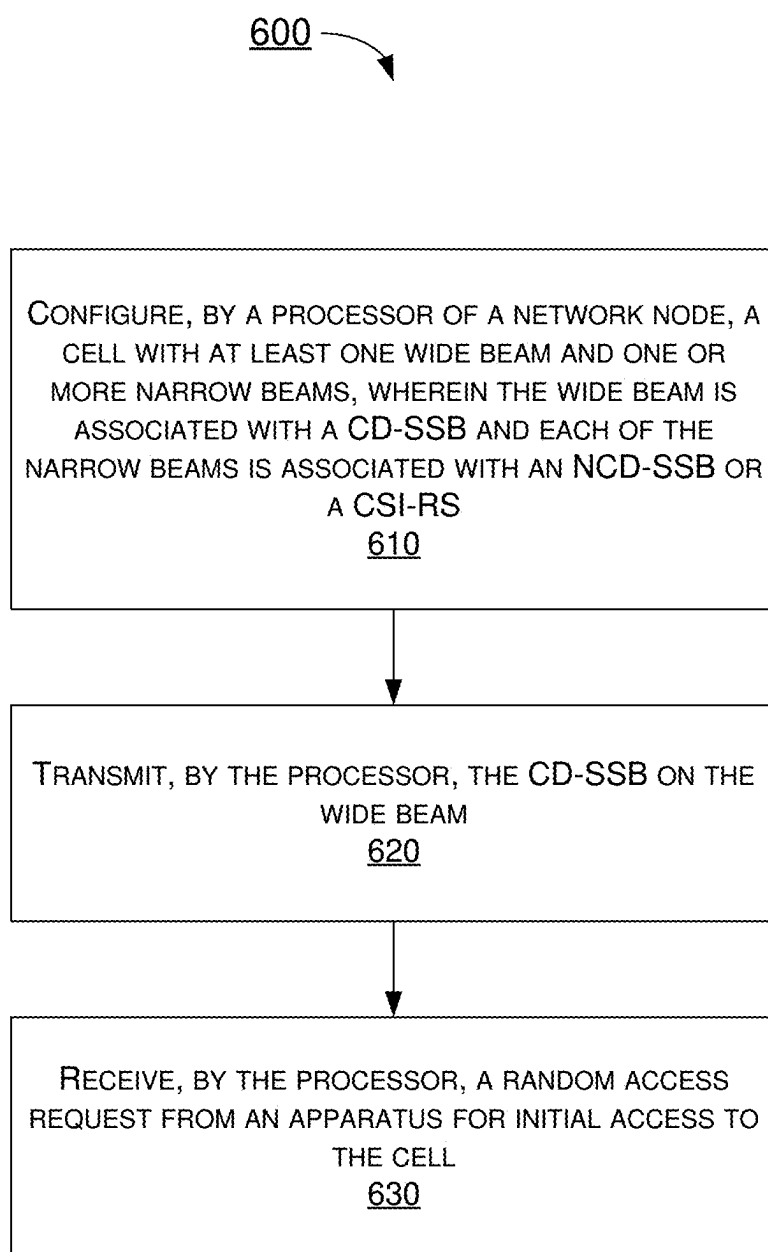 600
CONFIGURE, BY A PROCESSOR OF A NETWORK NODE, A
CELL WITH AT LEAST ONE WIDE BEAM AND ONE OR
MORE NARROW BEAMS, WHEREIN THE WIDE BEAM IS
ASSOCIATED WITH A CD-SSB AND EACH OF THE
NARROW BEAMS IS ASSOCIATED WITH AN NCD-SSB OR
A CSI-RS
610
TRANSMIT, BY THE PROCESSOR, THE CD-SSB ON THE
WIDE BEAM
620
RECEIVE, BY THE PROCESSOR, A RANDOM ACCESS
REQUEST FROM AN APPARATUS FOR INITIAL ACCESS TO
THE CELL
630